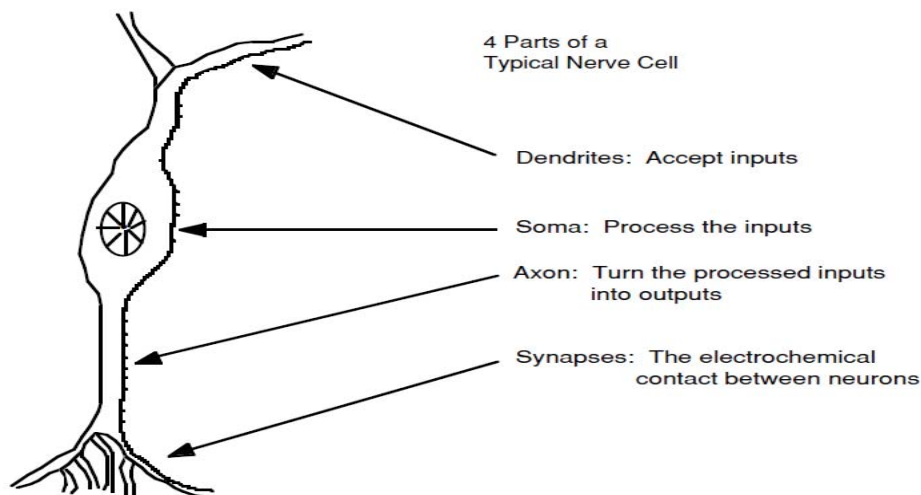 4 Parts of a
Typical Nerve Cell
Dendrites: Accept inputs
Soma: Process the inputs
Axon: Turn the processed inputs
into outputs
Synapses: The electrochemical
contact between neurons